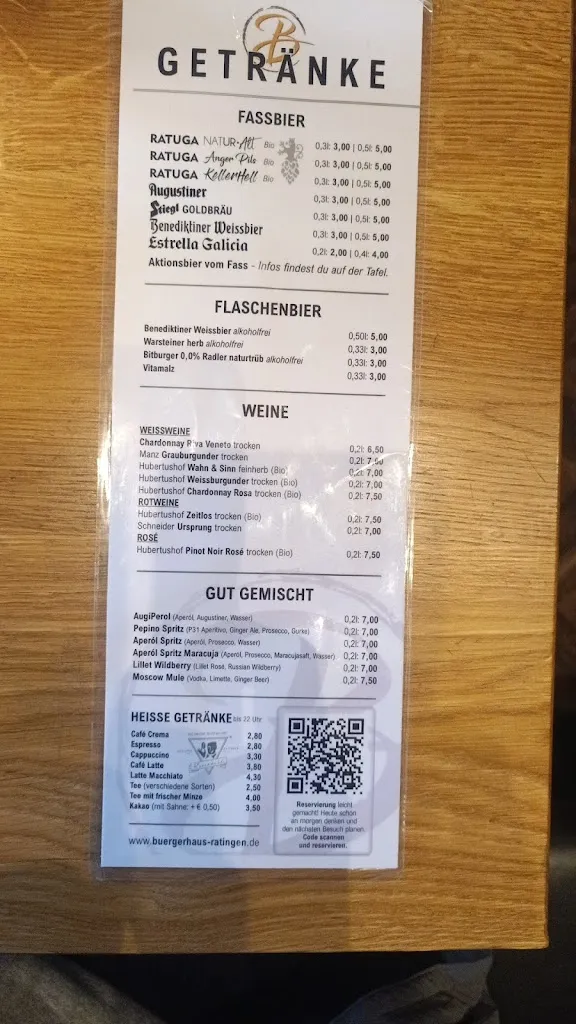 B
GETRÄNKE
FASSBIER
RATUGA NATUR-Alt Bio 0,3l: 3,00 | 0,5l: 5,00
RATUGA Anger Pils Bio 0,3l: 3,00 | 0,5l: 5,00
RATUGA KellerHell Bio 0,3l: 3,00 | 0,5l: 5,00
Augustiner 0,3l: 3,00 | 0,5l: 5,00
Stiegl GOLDBRÄU 0,3l: 3,00 | 0,5l: 5,00
Benediktiner Weissbier 0,3l: 3,00 | 0,5l: 5,00
Estrella Galicia 0,2l: 2,00 | 0,4l: 4,00
Aktionsbier vom Fass - Infos findest du auf der Tafel.
FLASCHENBIER
Benediktiner Weissbier alkoholfrei 0,50l: 5,00
Warsteiner herb alkoholfrei 0,33l: 3,00
Bitburger 0,0% Radler naturtrüb alkoholfrei 0,33l: 3,00
Vitamalz 0,33l: 3,00
WEINE
WEISSWEINE
Chardonnay Riva Veneto trocken 0,2l: 6,50
Manz Grauburgunder trocken 0,2l: 7,00
Hubertushof Wahn & Sinn feinherb (Bio) 0,2l: 7,00
Hubertushof Weissburgunder trocken (Bio) 0,2l: 7,00
Hubertushof Chardonnay Rosa trocken (Bio) 0,2l: 7,50
ROTWEINE
Hubertushof Zeitlos trocken (Bio) 0,2l: 7,50
Schneider Ursprung trocken 0,2l: 7,00
ROSÉ
Hubertushof Pinot Noir Rosé trocken (Bio) 0,2l: 7,50
GUT GEMISCHT
AugiPerol (Aperól, Augustiner, Wasser) 0,2l: 7,00
Pepino Spritz (P31 Aperitivo, Ginger Ale, Prosecco, Gurke) 0,2l: 7,00
Aperól Spritz (Aperól, Prosecco, Wasser) 0,2l: 7,00
Aperól Spritz Maracuja (Aperól, Prosecco, Maracujasaft, Wasser) 0,2l: 7,00
Lillet Wildberry (Lillet Rosé, Russian Wildberry) 0,2l: 7,00
Moscow Mule (Vodka, Limette, Ginger Beer) 0,2l: 7,50
HEISSE GETRÄNKE bis 22 Uhr
Café Crema 2,80
Espresso 2,80
Cappuccino 3,30
Café Latte 3,80
Latte Macchiato 4,30
Tee (verschiedene Sorten) 2,50
Tee mit frischer Minze 4,00
Kakao (mit Sahne: + € 0,50) 3,50
Reservierung leicht
gemacht! Heute schon
an morgen denken und
den nächsten Besuch planen.
Code scannen
und reservieren.
www.buergerhaus-ratingen.de